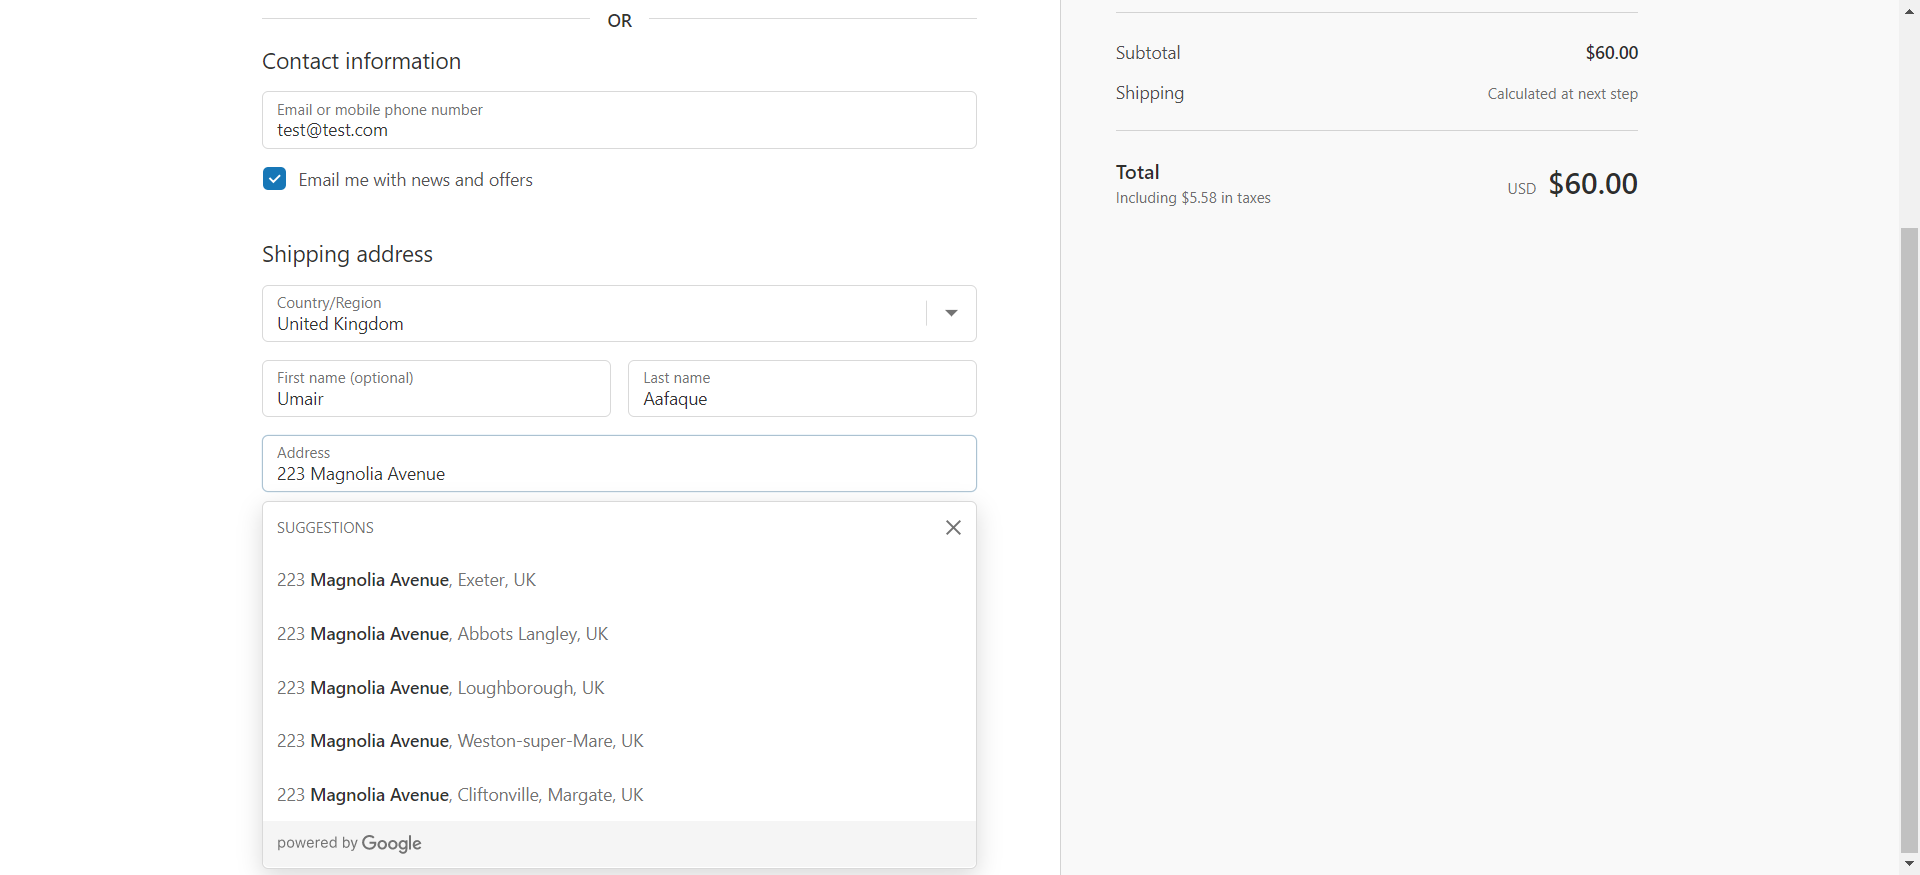 OR
Contact information
Email or mobile phone number
test@test.com
Email me with news and offers
Shipping address
Country/Region
United Kingdom
First name (optional)
Umair
Last name
Aafaque
Address
223 Magnolia Avenue
SUGGESTIONS
223 Magnolia Avenue, Exeter, UK
223 Magnolia Avenue, Abbots Langley, UK
223 Magnolia Avenue, Loughborough, UK
223 Magnolia Avenue, Weston-super-Mare, UK
223 Magnolia Avenue, Cliftonville, Margate, UK
powered by Google
Subtotal $60.00
Shipping Calculated at next step
Total USD $60.00
Including $5.58 in taxes